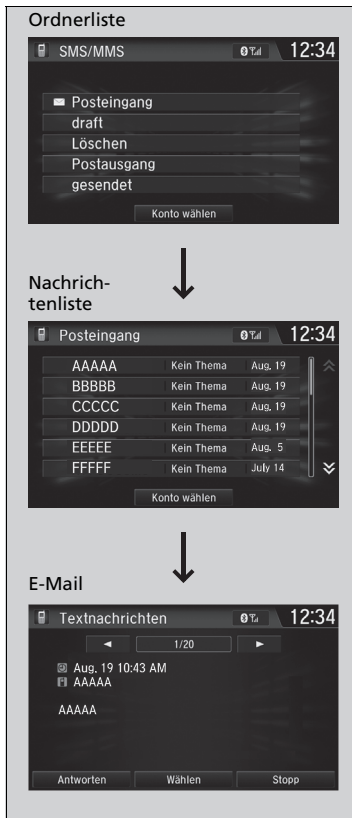 Ordnerliste
SMS/MMS 12:34
Posteingang
draft
Löschen
Postausgang
gesendet
Konto wählen
Nachrich-
tenliste
Posteingang 12:34
AAAAA Kein Thema Aug. 19
BBBBB Kein Thema Aug. 19
CCCCC Kein Thema Aug. 19
DDDDD Kein Thema Aug. 19
EEEEE Kein Thema Aug. 5
FFFFF Kein Thema July 14
Konto wählen
E-Mail
Textnachrichten 12:34
1/20
Aug. 19 10:43 AM
AAAAA
AAAAA
Antworten Wählen Stopp